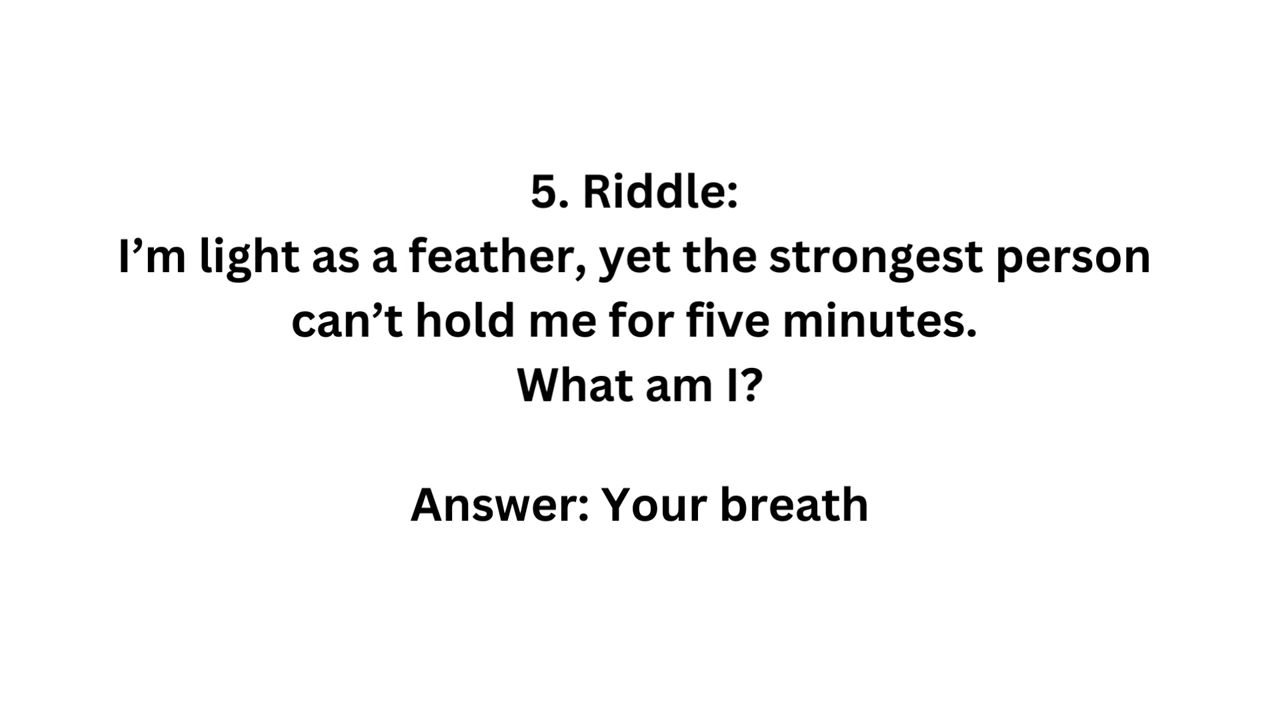 5. Riddle:
I’m light as a feather, yet the strongest person
can’t hold me for five minutes.
What am I?
Answer: Your breath